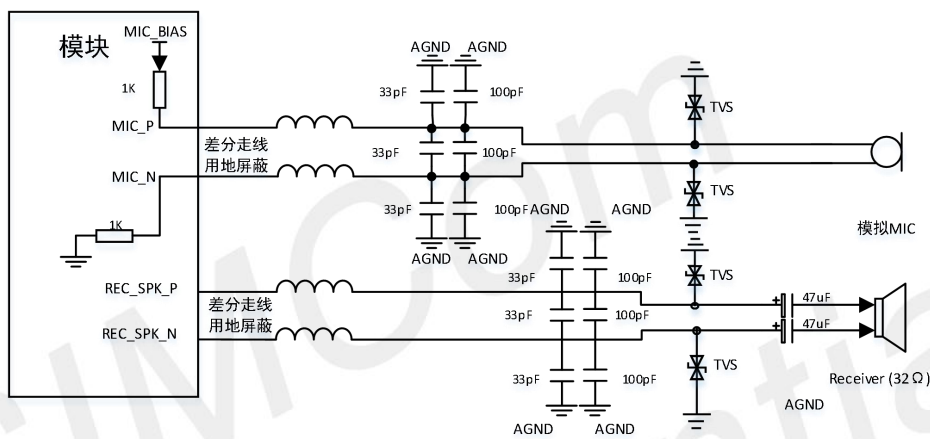 模块
MIC_BIAS
1K
MIC_P
MIC_N
1K
REC_SPK_P
REC_SPK_N
差分走线
用地屏蔽
差分走线
用地屏蔽
AGND
AGND
33pF
100pF
33pF
100pF
33pF
100pF
AGND
AGND
TVS
TVS
模拟MIC
AGND
AGND
33pF
100pF
33pF
100pF
33pF
100pF
AGND
AGND
TVS
TVS
+
47uF
+
47uF
Receiver (32Ω)
AGND